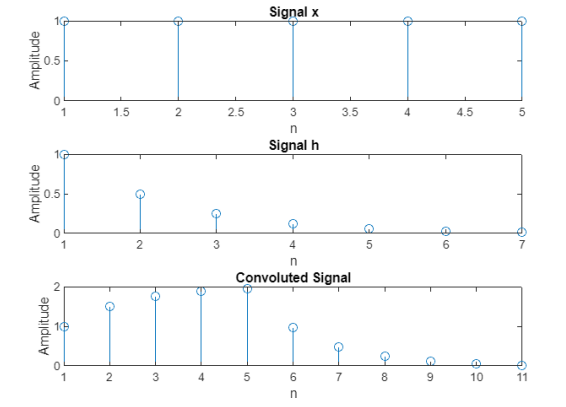 Signal x
1
0.5
0
Amplitude
1 1.5 2 2.5 3 3.5 4 4.5 5
n
Signal h
1
0.5
0
Amplitude
1 2 3 4 5 6 7
n
Convoluted Signal
2
1
0
Amplitude
1 2 3 4 5 6 7 8 9 10 11
n